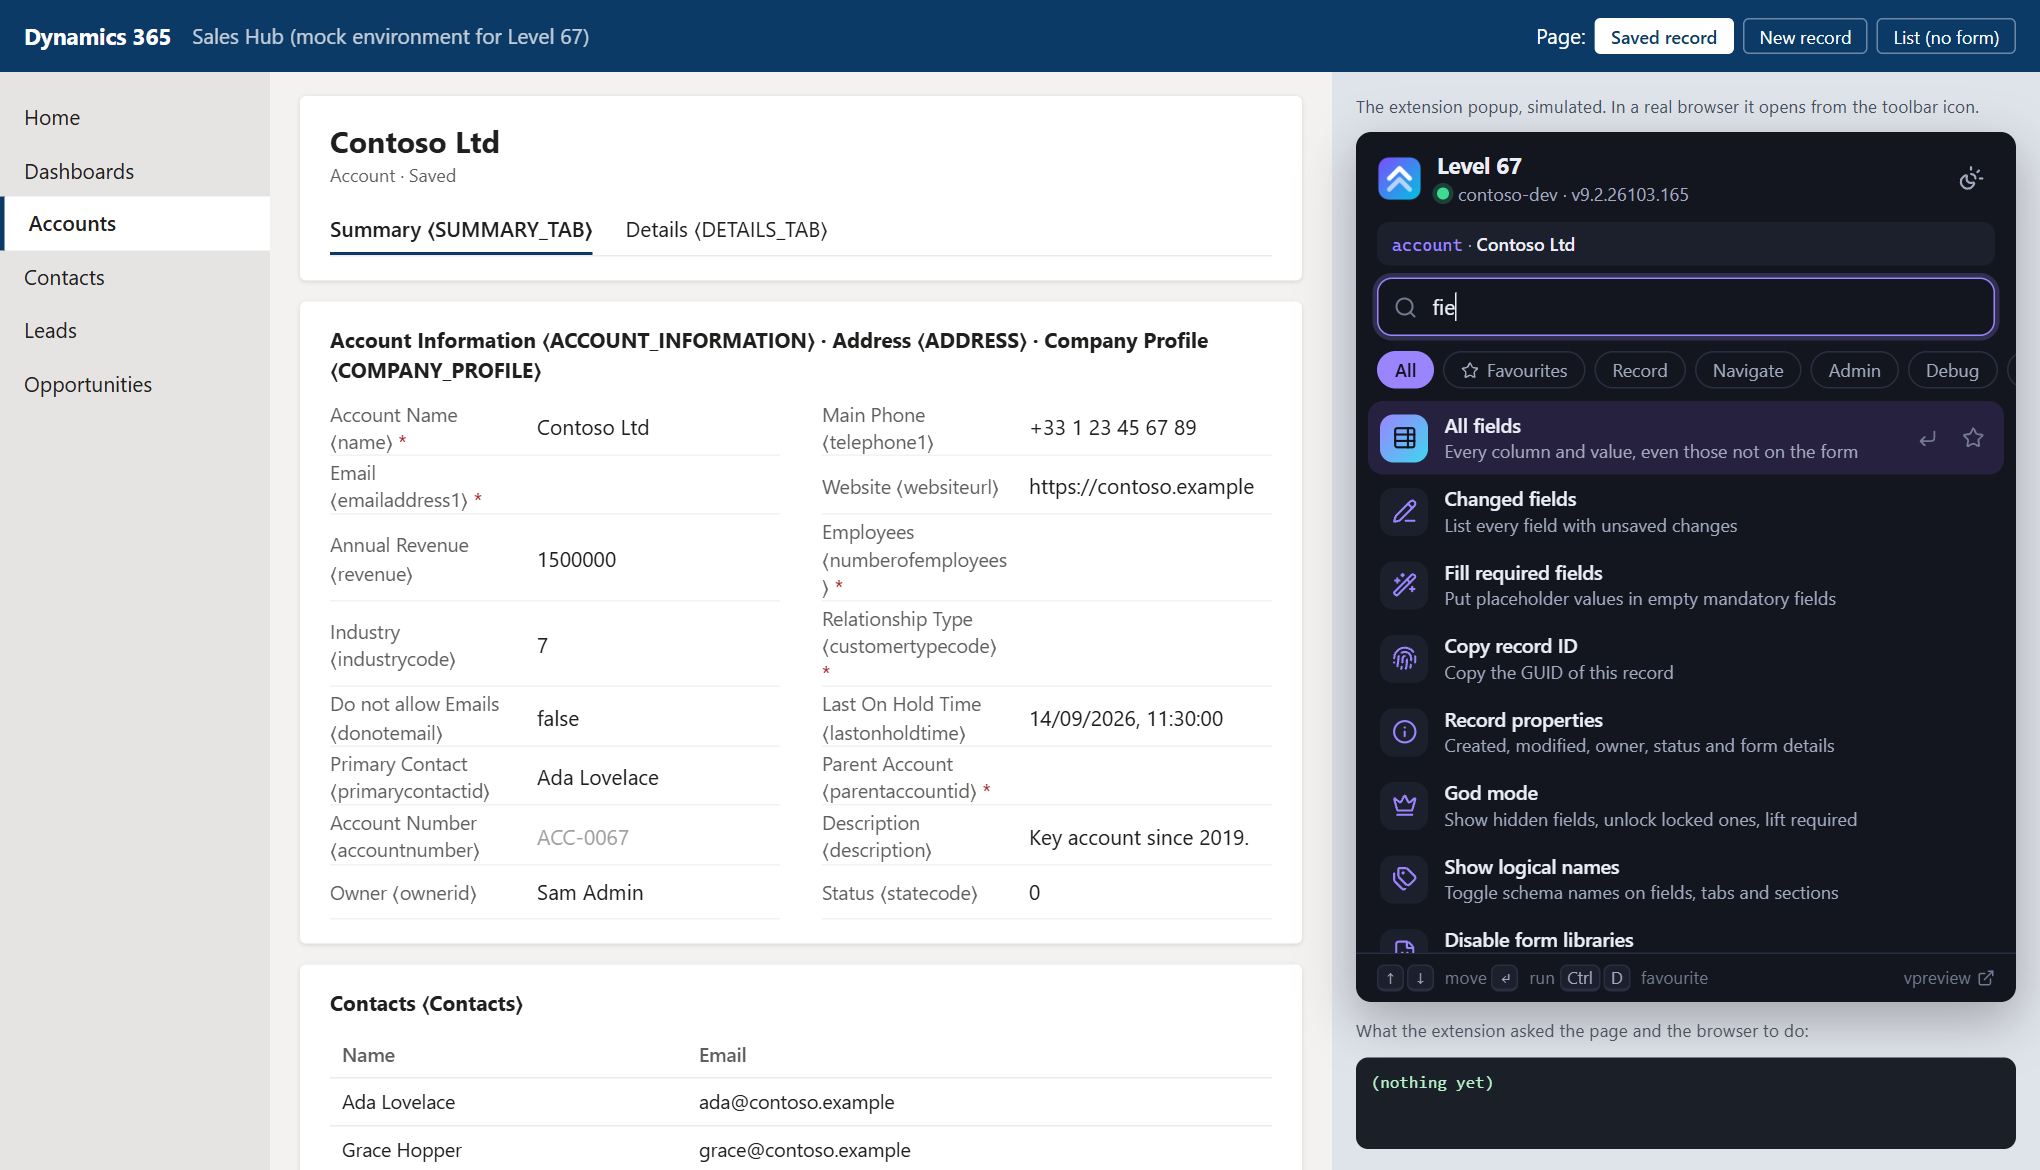 Dynamics 365 Sales Hub (mock environment for Level 67)
Page: Saved record New record List (no form)
Home
Dashboards
Accounts
Contacts
Leads
Opportunities
Contoso Ltd
Account · Saved
Summary ⟨SUMMARY_TAB⟩ Details ⟨DETAILS_TAB⟩
Account Information ⟨ACCOUNT_INFORMATION⟩ · Address ⟨ADDRESS⟩ · Company Profile
⟨COMPANY_PROFILE⟩
Account Name
⟨name⟩ *
Contoso Ltd
Main Phone
⟨telephone1⟩
+33 1 23 45 67 89
Email
⟨emailaddress1⟩ *
Website ⟨websiteurl⟩
https://contoso.example
Annual Revenue
⟨revenue⟩
1500000
Employees
⟨numberofemployees
⟩ *
Industry
⟨industrycode⟩
7
Relationship Type
⟨customertypecode⟩
*
Do not allow Emails
⟨donotemail⟩
false
Last On Hold Time
⟨lastonholdtime⟩
14/09/2026, 11:30:00
Primary Contact
⟨primarycontactid⟩
Ada Lovelace
Parent Account
⟨parentaccountid⟩ *
Account Number
⟨accountnumber⟩
ACC-0067
Description
⟨description⟩
Key account since 2019.
Owner ⟨ownerid⟩
Sam Admin
Status ⟨statecode⟩
0
Contacts ⟨Contacts⟩
Name Email
Ada Lovelace ada@contoso.example
Grace Hopper grace@contoso.example
The extension popup, simulated. In a real browser it opens from the toolbar icon.
Level 67
contoso-dev · v9.2.26103.165
account · Contoso Ltd
fie
All Favourites Record Navigate Admin Debug
All fields
Every column and value, even those not on the form
Changed fields
List every field with unsaved changes
Fill required fields
Put placeholder values in empty mandatory fields
Copy record ID
Copy the GUID of this record
Record properties
Created, modified, owner, status and form details
God mode
Show hidden fields, unlock locked ones, lift required
Show logical names
Toggle schema names on fields, tabs and sections
Disable form libraries
↑ ↓ move ↵ run Ctrl D favourite vpreview
What the extension asked the page and the browser to do:
(nothing yet)